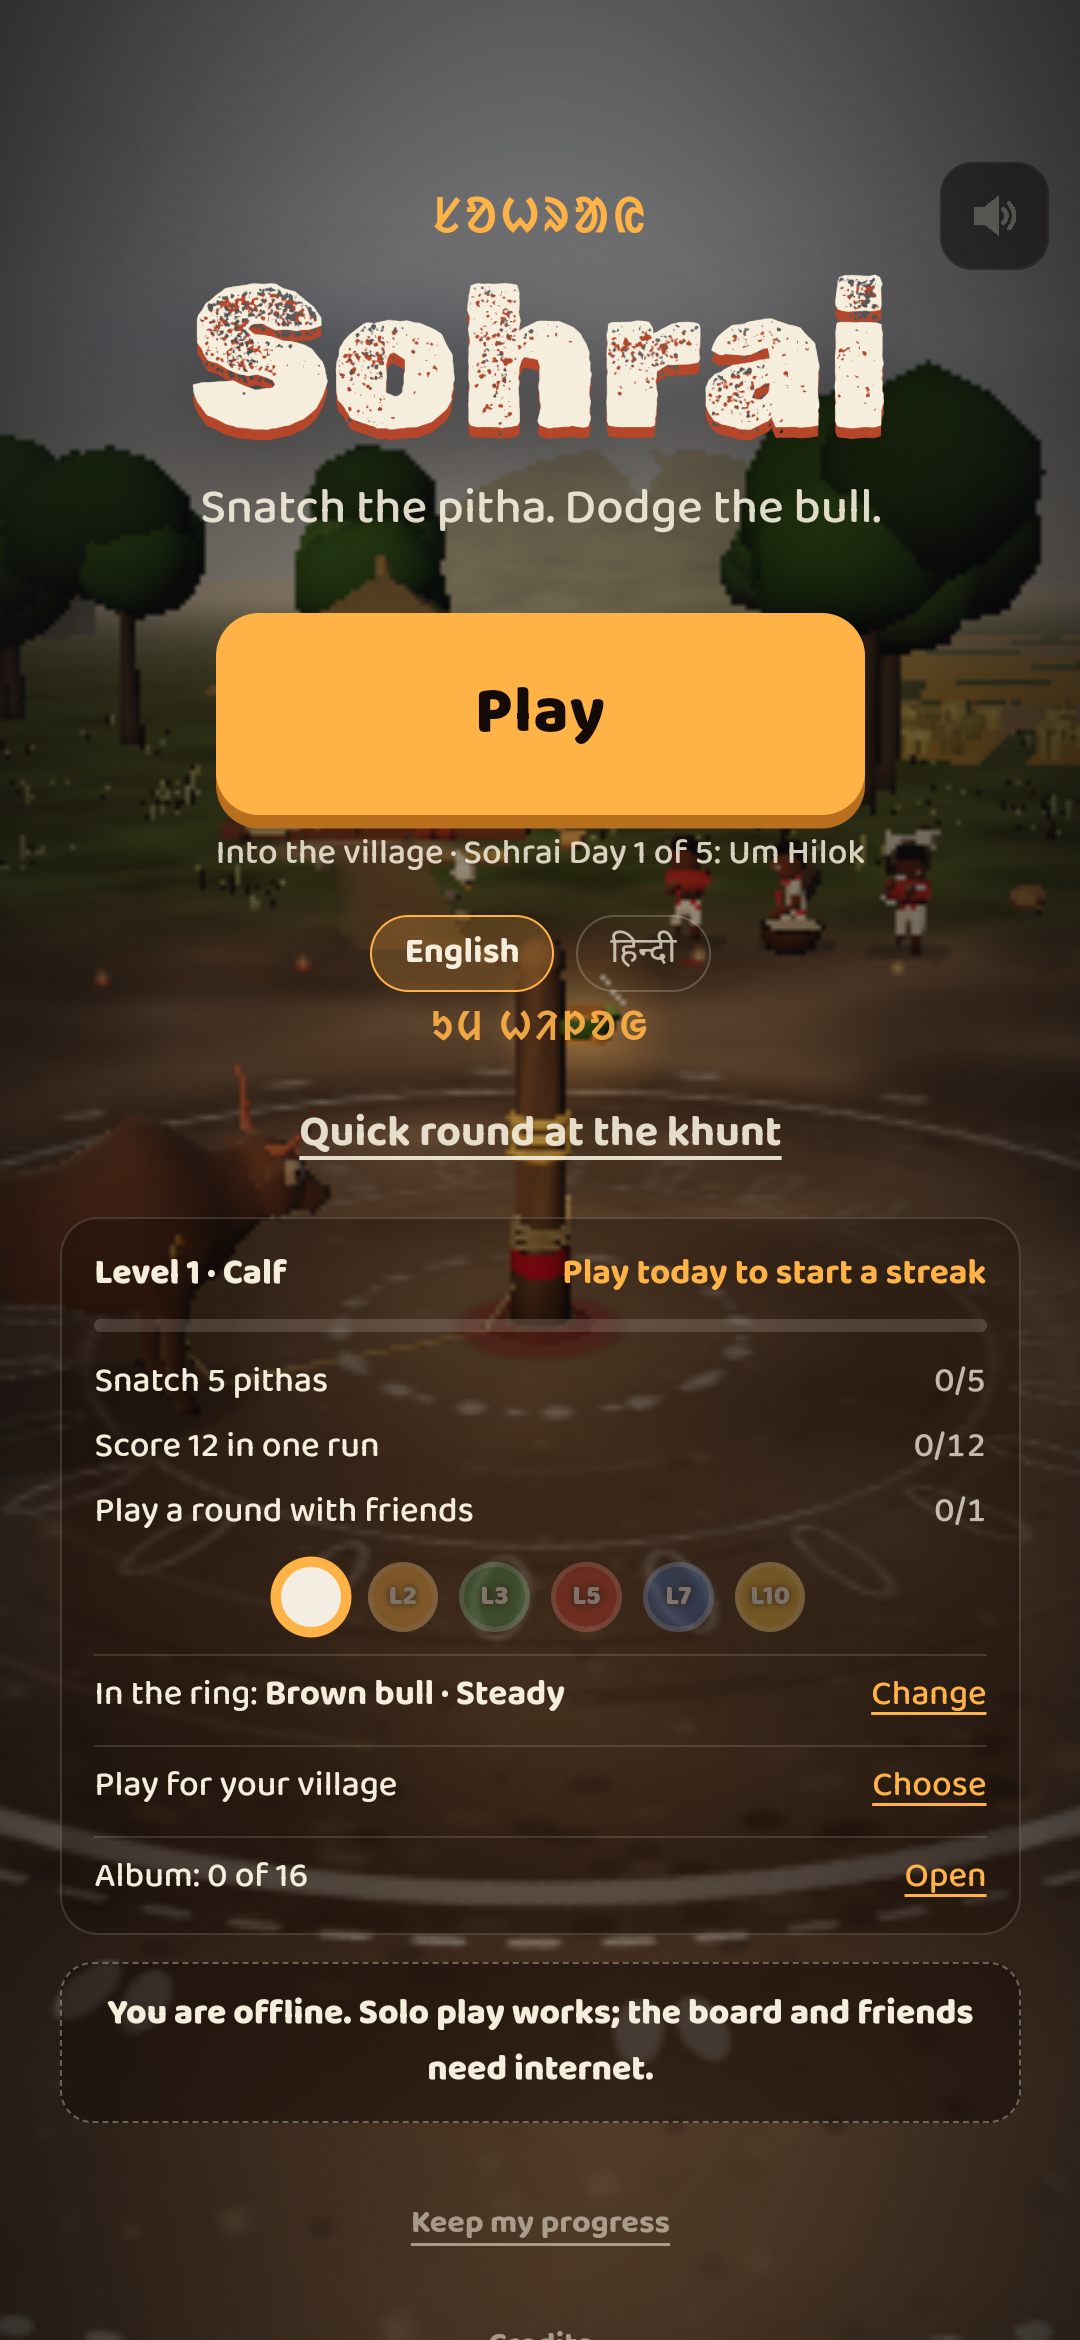 ᱥᱚᱦᱨᱟᱭ
Sohrai
Snatch the pitha. Dodge the bull.
Play
Into the village · Sohrai Day 1 of 5: Um Hilok
English हिन्दी
ᱩᱢ ᱦᱤᱞᱚᱠ
Quick round at the khunt
Level 1 · Calf Play today to start a streak
Snatch 5 pithas 0/5
Score 12 in one run 0/12
Play a round with friends 0/1
L2 L3 L5 L7 L10
In the ring: Brown bull · Steady Change
Play for your village Choose
Album: 0 of 16 Open
You are offline. Solo play works; the board and friends
need internet.
Keep my progress
Credits